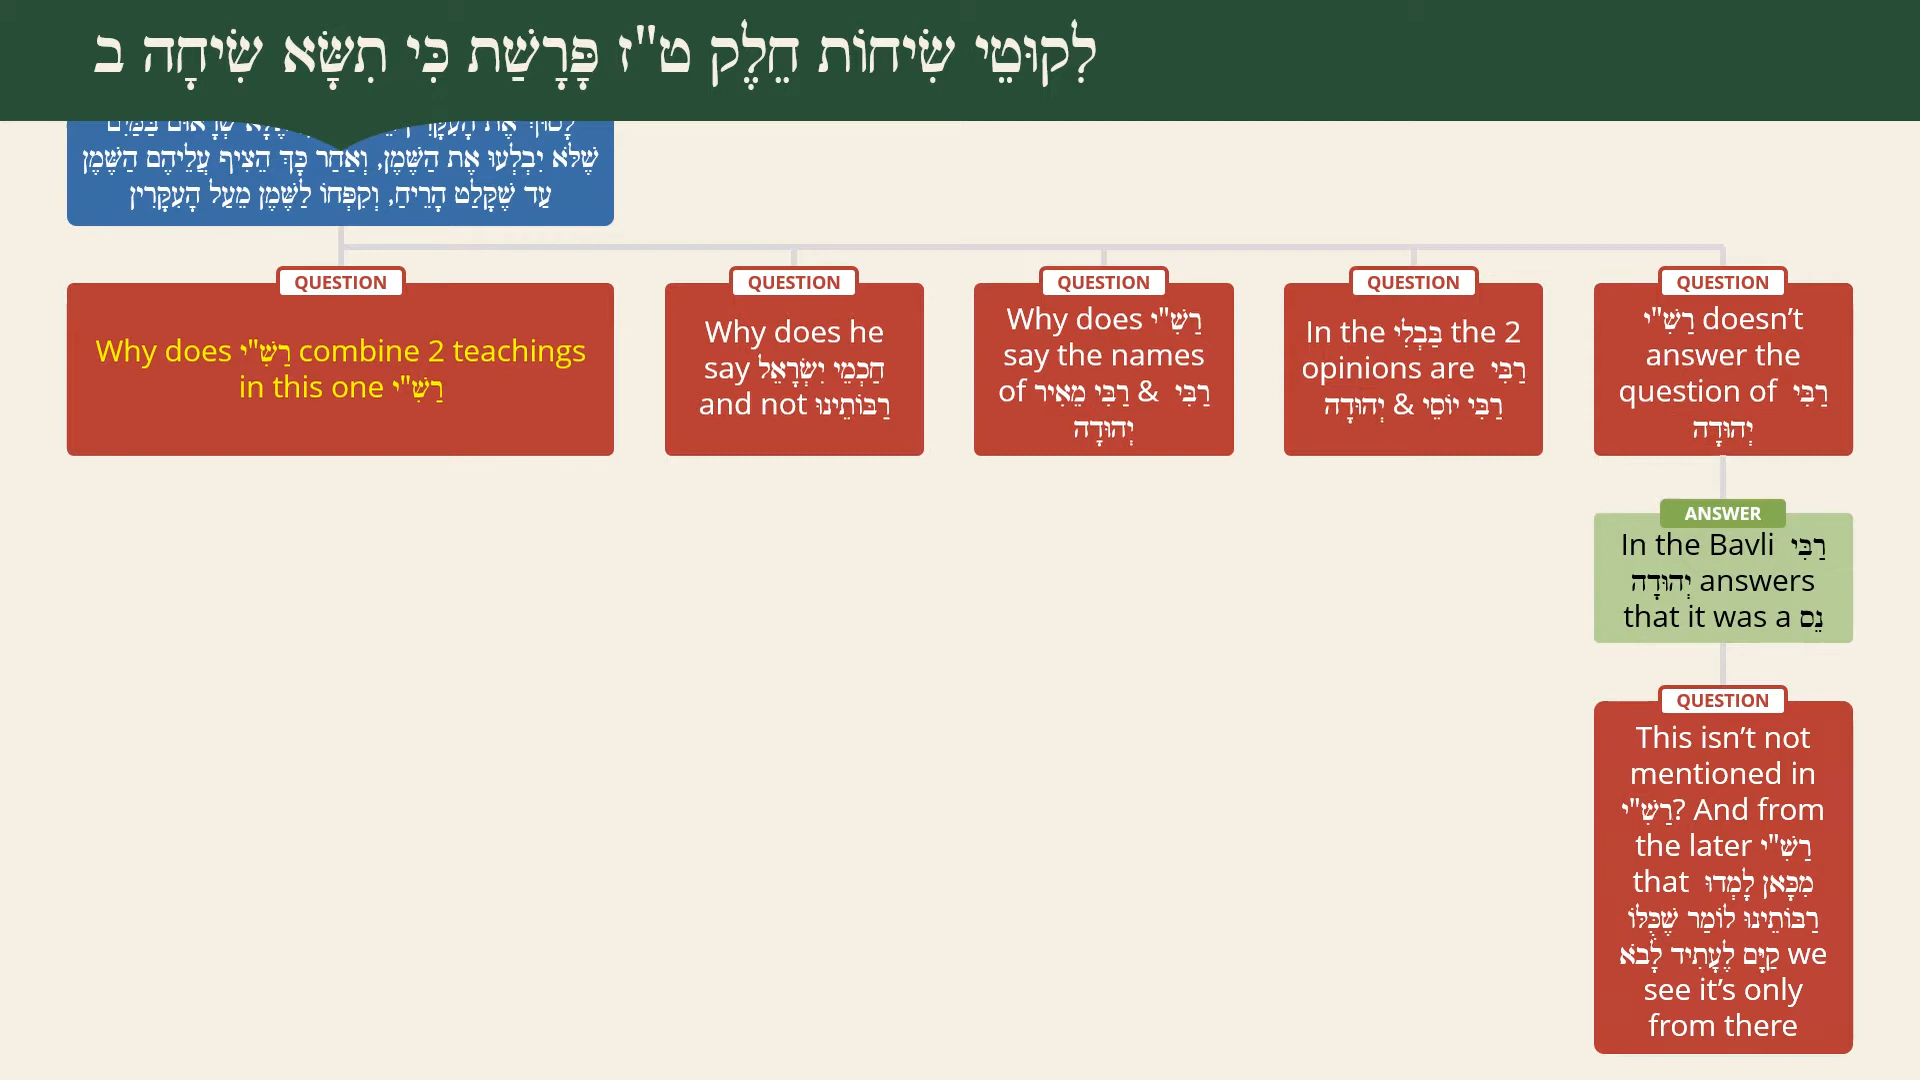 לִקוּטֵי שִׂיחוֹת חֵלֶק ט"ז פָּרָשַׁת כִּי תִשָּׂא שִׂיחָה ב
שֶׁלֹּא יִבְלְעוּ אֶת הַשֶּׁמֶן, וְאַחַר כָּךְ הֵצִיף עֲלֵיהֶם הַשֶּׁמֶן
עַד שֶׁקָּלַט הָרֵיחַ, וְקִפְּחוֹ לַשֶּׁמֶן מֵעַל הָעִקָּרִין
QUESTION
Why does רַשִׁ"י combine 2 teachings
in this one רַשִׁ"י
QUESTION
Why does he
say חַכְמֵי יִשְׂרָאֵל
and not רַבּוֹתֵינוּ
QUESTION
Why does רַשִׁ"י
say the names
of רַבִּי מֵאִיר & רַבִּי
יְהוּדָה
QUESTION
In the בַּבְלִי the 2
opinions are רַבִּי
יְהוּדָה & רַבִּי יוֹסֵי
QUESTION
רַשִׁ"י doesn’t
answer the
question of רַבִּי
יְהוּדָה
ANSWER
In the Bavli רַבִּי
יְהוּדָה answers
that it was a נֵס
QUESTION
This isn’t not
mentioned in
רַשִׁ"י? And from
the later רַשִׁ"י
that מִכָּאן לָמְדוּ
רַבּוֹתֵינוּ לוֹמַר שֶׁכֻּלּוֹ
קַיָּם לֶעָתִיד לָבֹא we
see it’s only
from there